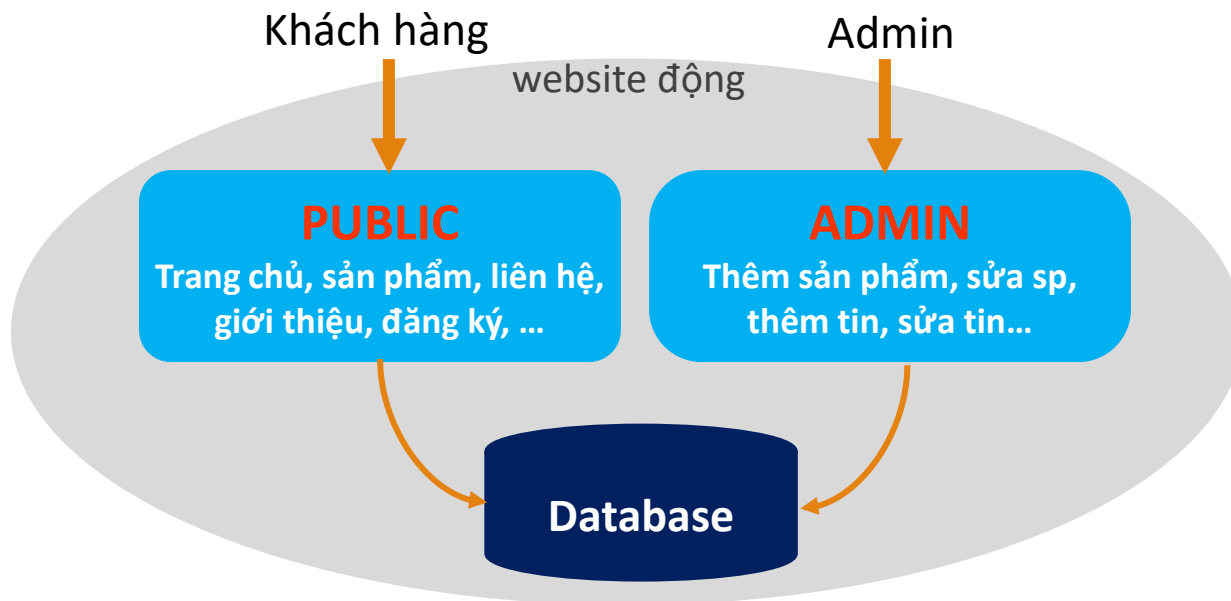 Khách hàng
Admin
website động
PUBLIC
Trang chủ, sản phẩm, liên hệ,
giới thiệu, đăng ký, ...
ADMIN
Thêm sản phẩm, sửa sp,
thêm tin, sửa tin...
Database